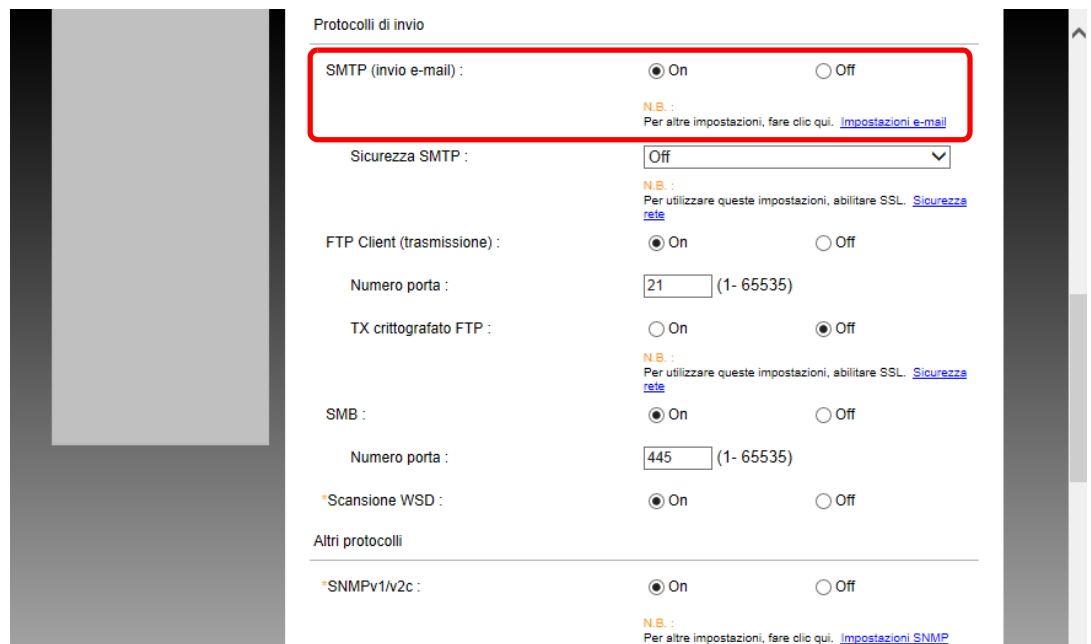 Protocolli di invio
SMTP (invio e-mail) : On Off
N.B. :
Per altre impostazioni, fare clic qui. Impostazioni e-mail
Sicurezza SMTP : Off
N.B. :
Per utilizzare queste impostazioni, abilitare SSL. Sicurezza
rete
FTP Client (trasmissione) : On Off
Numero porta : 21 (1- 65535)
TX crittografato FTP : On Off
N.B. :
Per utilizzare queste impostazioni, abilitare SSL. Sicurezza
rete
SMB : On Off
Numero porta : 445 (1- 65535)
*Scansione WSD : On Off
Altri protocolli
*SNMPv1/v2c : On Off
N.B. :
Per altre impostazioni, fare clic qui. Impostazioni SNMP